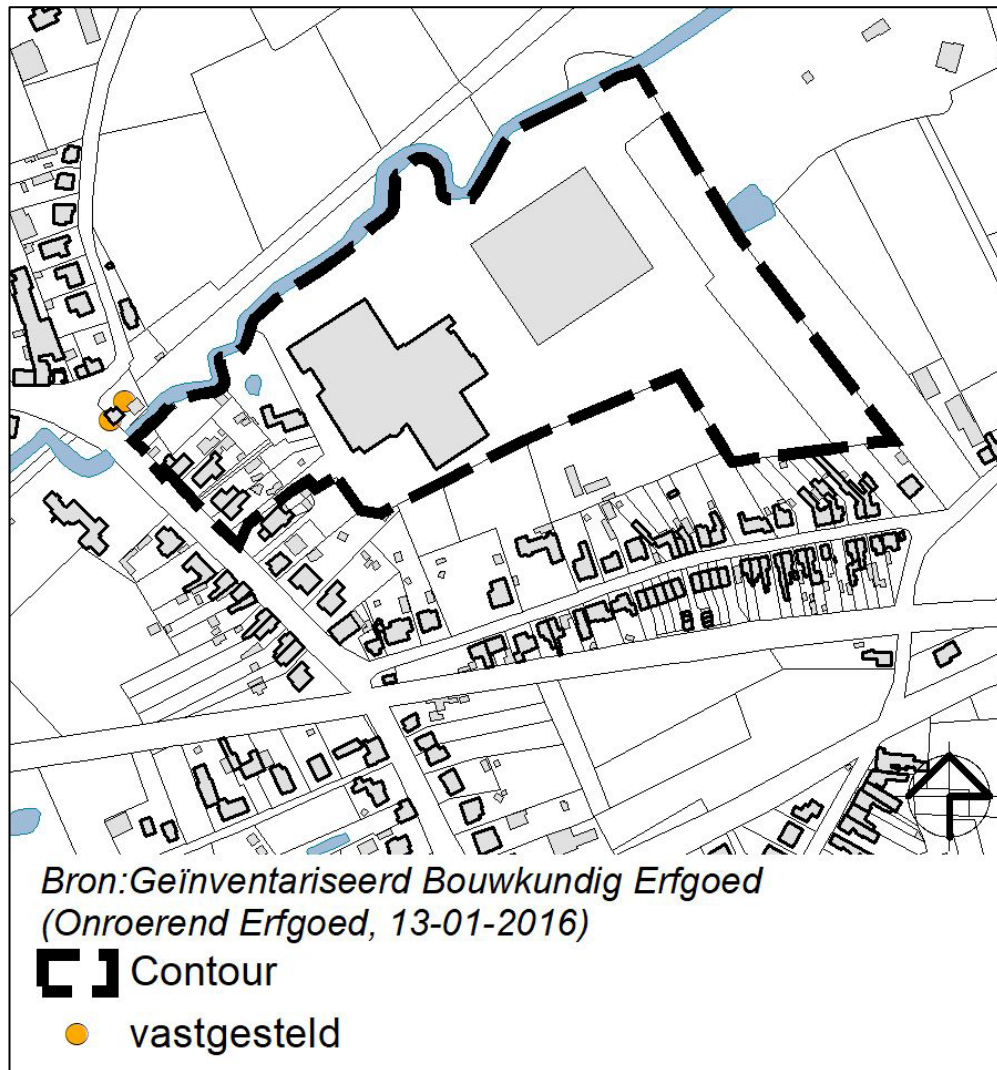 Bron:Geïnventariseerd Bouwkundig Erfgoed
(Onroerend Erfgoed, 13-01-2016)
Contour
vastgesteld